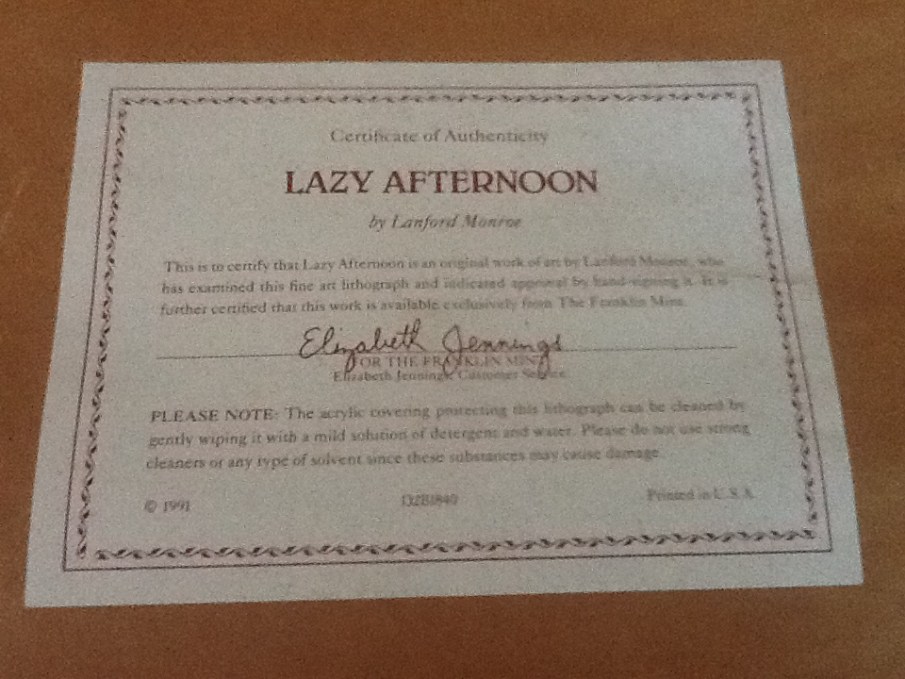 Certificate of Authenticity
LAZY AFTERNOON
by Lanford Monroe
This is to certify that Lazy Afternoon is an original work of art by Lanford Monroe, who
has examined this fine art lithograph and indicated approval by hand-signing it. It is
further certified that this work is available exclusively from The Franklin Mint.
Elizabeth Jennings
FOR THE FRANKLIN MINT
Elizabeth Jennings, Customer Service
PLEASE NOTE: The acrylic covering protecting this lithograph can be cleaned by
gently wiping it with a mild solution of detergent and water. Please do not use strong
cleaners or any type of solvent since these substances may cause damage.
© 1991
Printed in U.S.A.